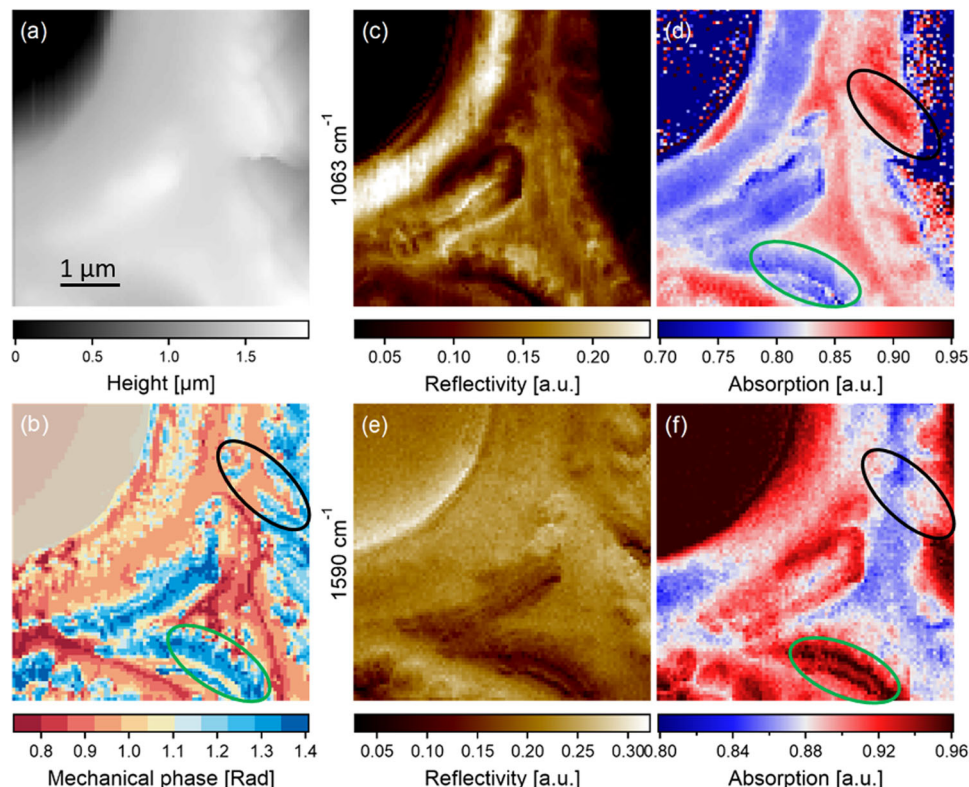 (a)
1 µm
0 0.5 1.0 1.5
Height [µm]
(c)
1063 cm⁻¹
0.05 0.10 0.15 0.20
Reflectivity [a.u.]
(d)
0.70 0.75 0.80 0.85 0.90 0.95
Absorption [a.u.]
(b)
0.8 0.9 1.0 1.1 1.2 1.3 1.4
Mechanical phase [Rad]
(e)
1590 cm⁻¹
0.05 0.10 0.15 0.20 0.25 0.300
Reflectivity [a.u.]
(f)
0.80 0.84 0.88 0.92 0.96
Absorption [a.u.]